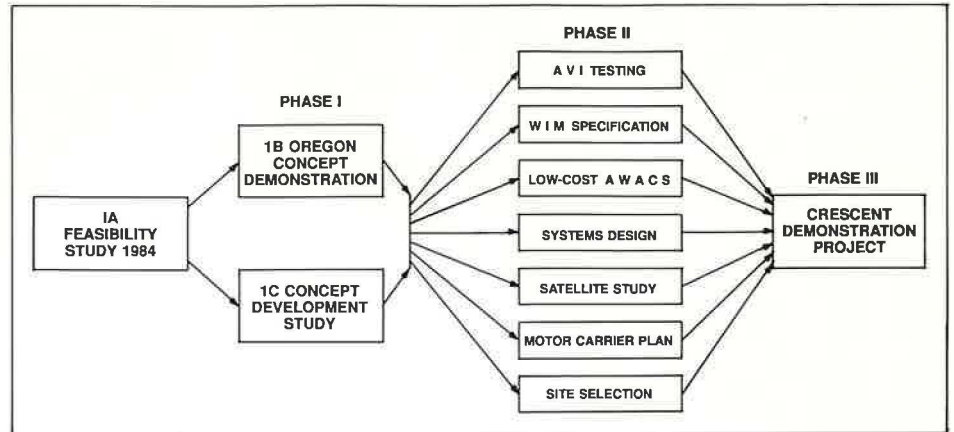 PHASE I
PHASE II
PHASE III
IA
FEASIBILITY
STUDY 1984
1B OREGON
CONCEPT
DEMONSTRATION
1C CONCEPT
DEVELOPMENT
STUDY
A V I TESTING
W I M SPECIFICATION
LOW-COST A W A C S
SYSTEMS DESIGN
SATELLITE STUDY
MOTOR CARRIER PLAN
SITE SELECTION
CRESCENT
DEMONSTRATION
PROJECT